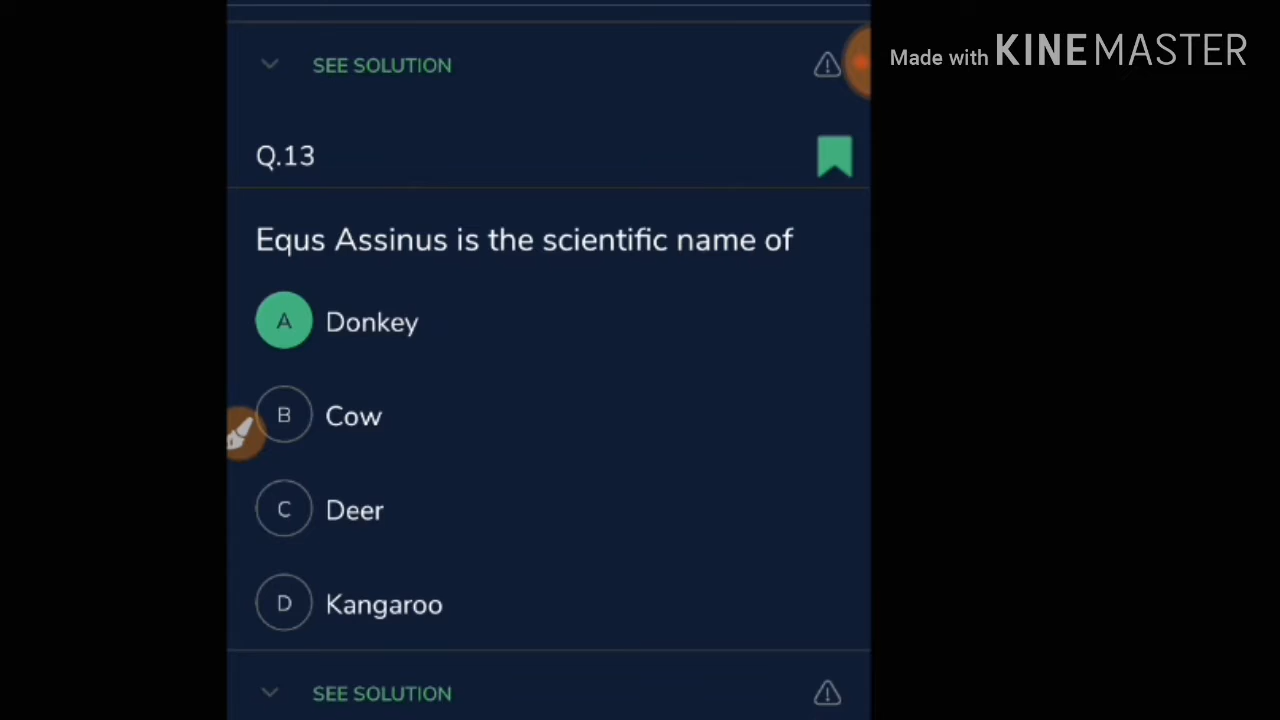 SEE SOLUTION
Made with KINEMASTER
Q.13
Equs Assinus is the scientific name of
A Donkey
B Cow
C Deer
D Kangaroo
SEE SOLUTION